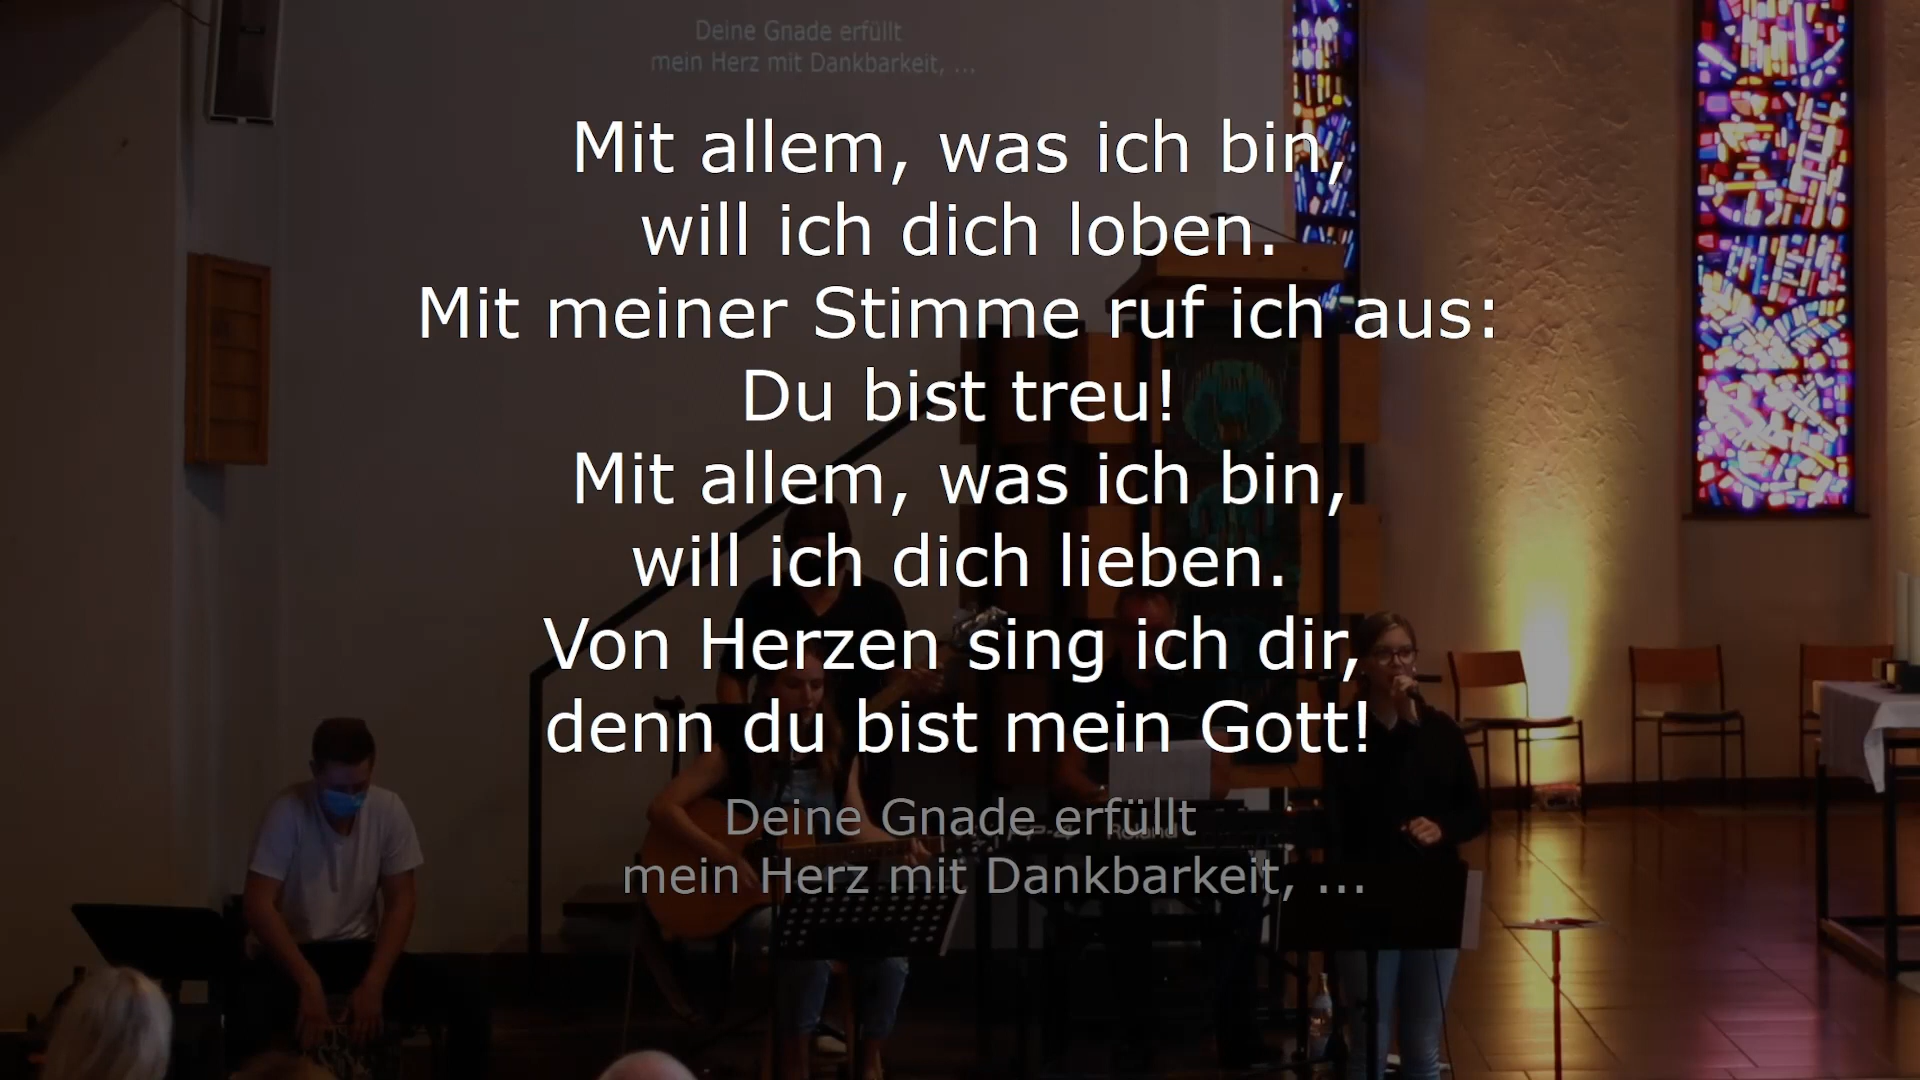 Deine Gnade erfüllt
mein Herz mit Dankbarkeit, ...
Mit allem, was ich bin,
will ich dich loben.
Mit meiner Stimme ruf ich aus:
Du bist treu!
Mit allem, was ich bin,
will ich dich lieben.
Von Herzen sing ich dir,
denn du bist mein Gott!
Deine Gnade erfüllt
Roland
mein Herz mit Dankbarkeit, ...